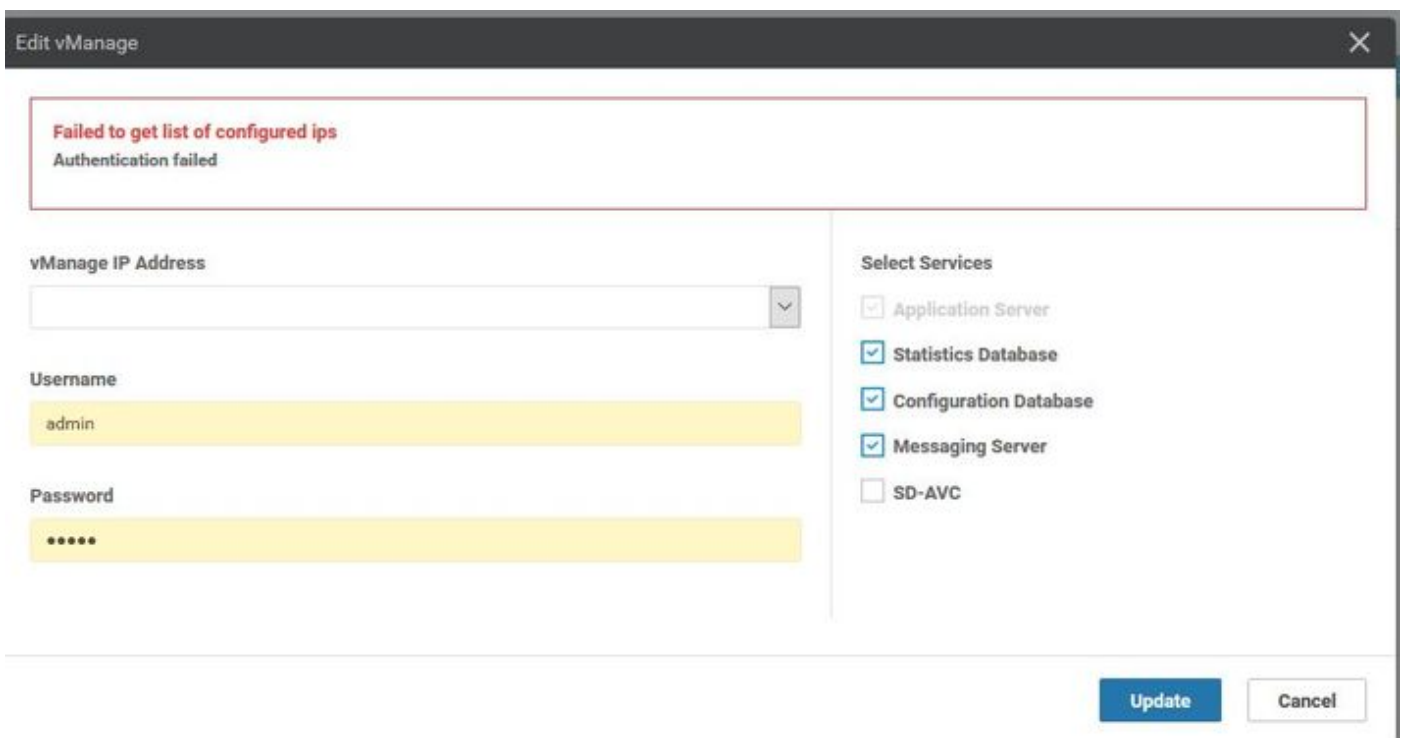 Edit vManage
Failed to get list of configured ips
Authentication failed
vManage IP Address
Username
admin
Password
•••••
Select Services
Application Server
Statistics Database
Configuration Database
Messaging Server
SD-AVC
Update
Cancel